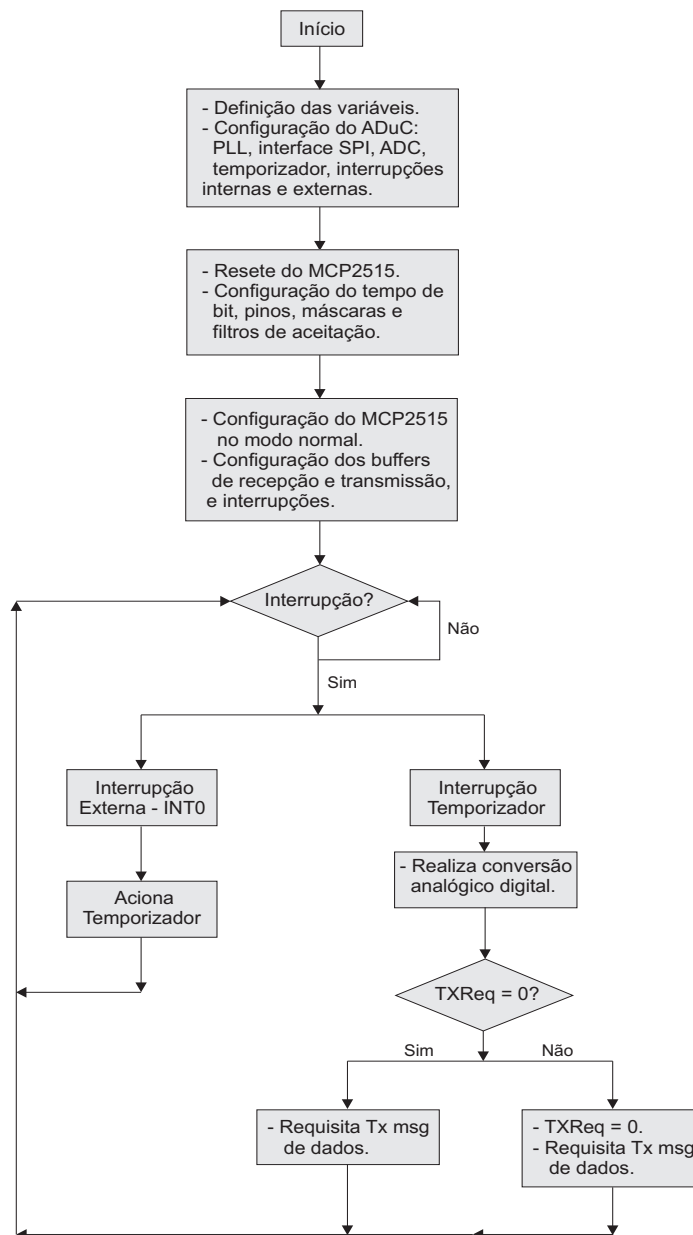 Início
- Definição das variáveis.
- Configuração do ADuC:
PLL, interface SPI, ADC,
temporizador, interrupções
internas e externas.
- Resete do MCP2515.
- Configuração do tempo de
bit, pinos, máscaras e
filtros de aceitação.
- Configuração do MCP2515
no modo normal.
- Configuração dos buffers
de recepção e transmissão,
e interrupções.
Interrupção?
Não
Sim
Interrupção
Externa - INT0
Aciona
Temporizador
Interrupção
Temporizador
- Realiza conversão
analógico digital.
TXReq = 0?
Sim
Não
- Requisita Tx msg
de dados.
- TXReq = 0.
- Requisita Tx msg
de dados.